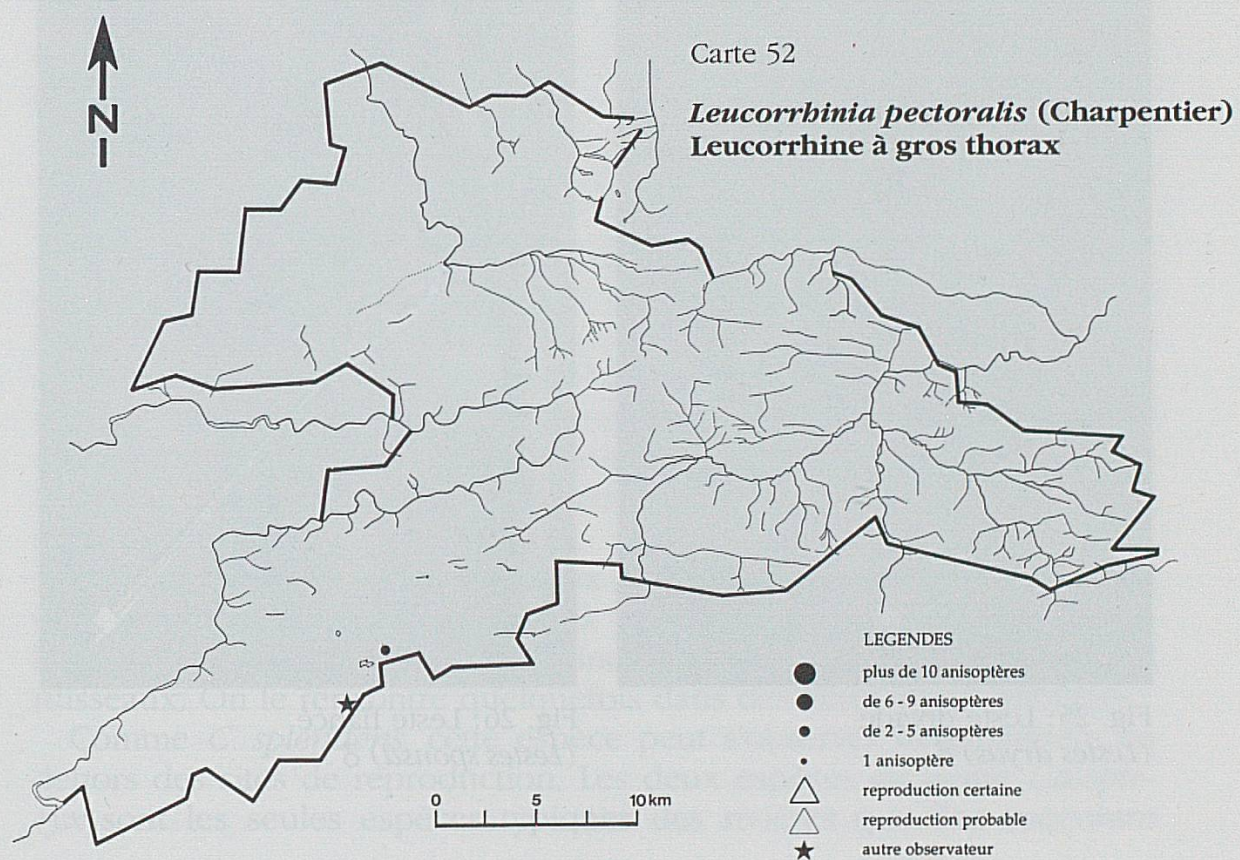 N
Carte 52
Leucorrhinia pectoralis (Charpentier)
Leucorrhine à gros thorax
LEGENDES
plus de 10 anisoptères
de 6 - 9 anisoptères
de 2 - 5 anisoptères
1 anisoptère
reproduction certaine
reproduction probable
autre observateur
0 5 10 km